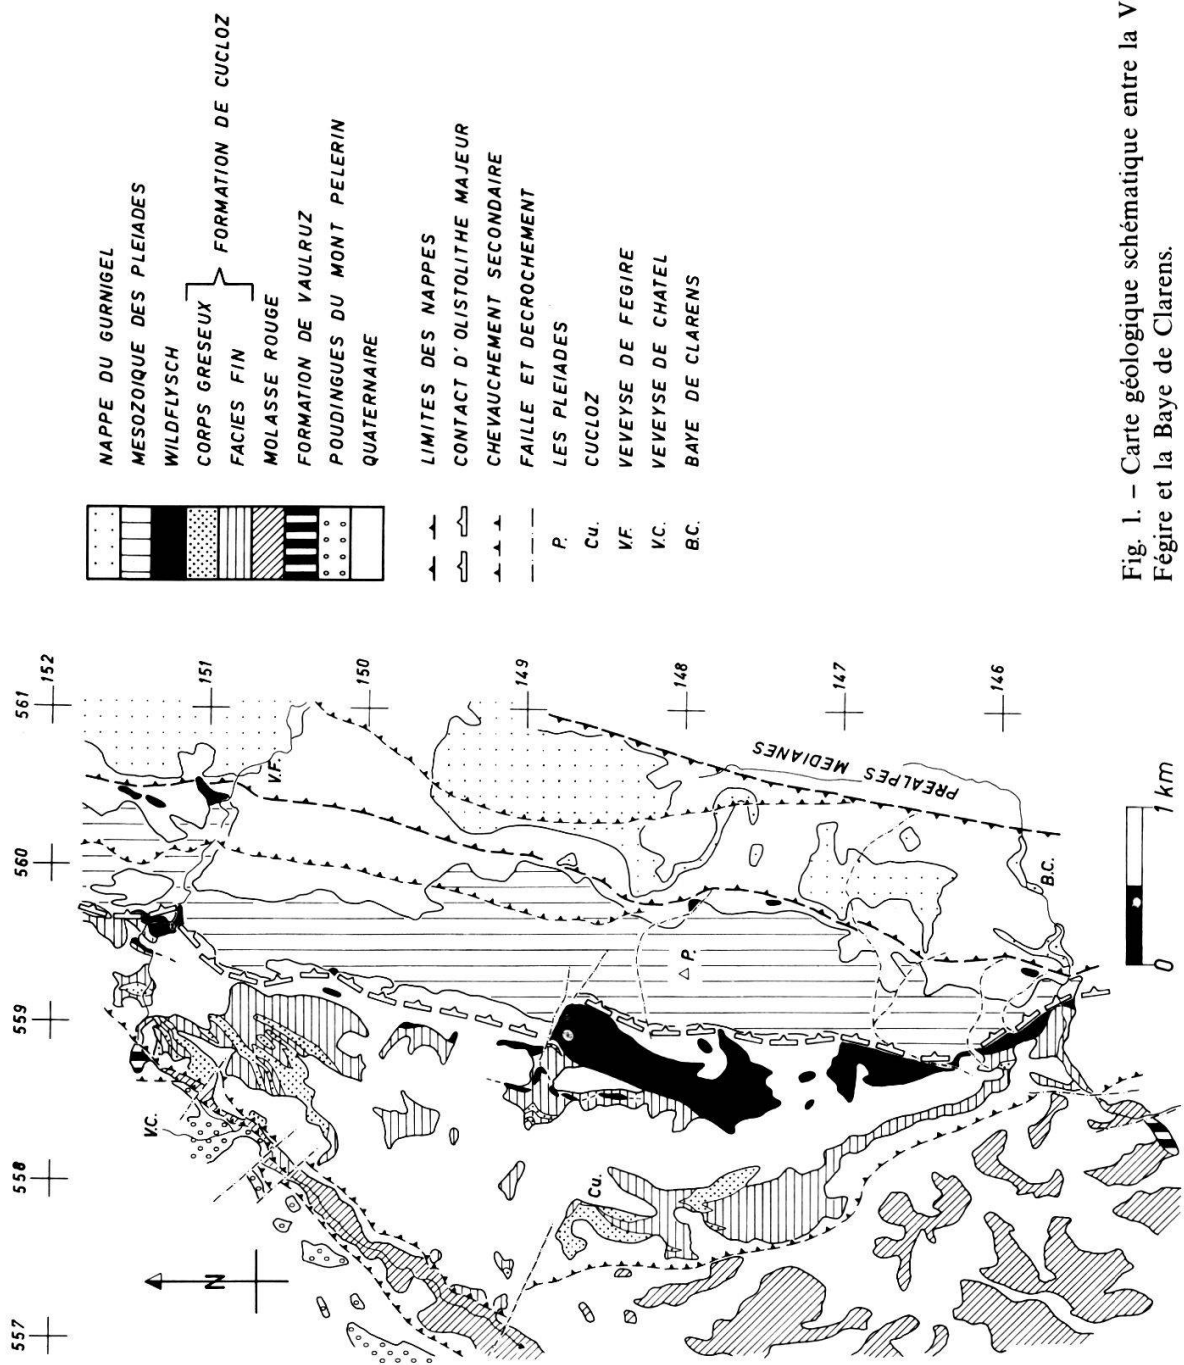 561
560
559
558
557
152
151
150
149
148
147
146
V.F.
V.C.
P.
Cu.
B.C.
PREALPES MEDIANES
N
0
1 km
NAPPE DU GURNIGEL
MESOZOIQUE DES PLEIADES
WILDFLYSCH
CORPS GRESEUX
FACIES FIN
FORMATION DE CUCLOZ
MOLASSE ROUGE
FORMATION DE VAULRUZ
POUDINGUES DU MONT PELERIN
QUATERNAIRE
LIMITES DES NAPPES
CONTACT D'OLISTOLITHE MAJEUR
CHEVAUCHEMENT SECONDAIRE
FAILLE ET DECROCHEMENT
P. LES PLEIADES
Cu. CUCLOZ
V.F. VEVEYSE DE FEGIRE
V.C. VEVEYSE DE CHATEL
B.C. BAYE DE CLARENS
Fig. 1. – Carte géologique schématique entre la V
Fégire et la Baye de Clarens.